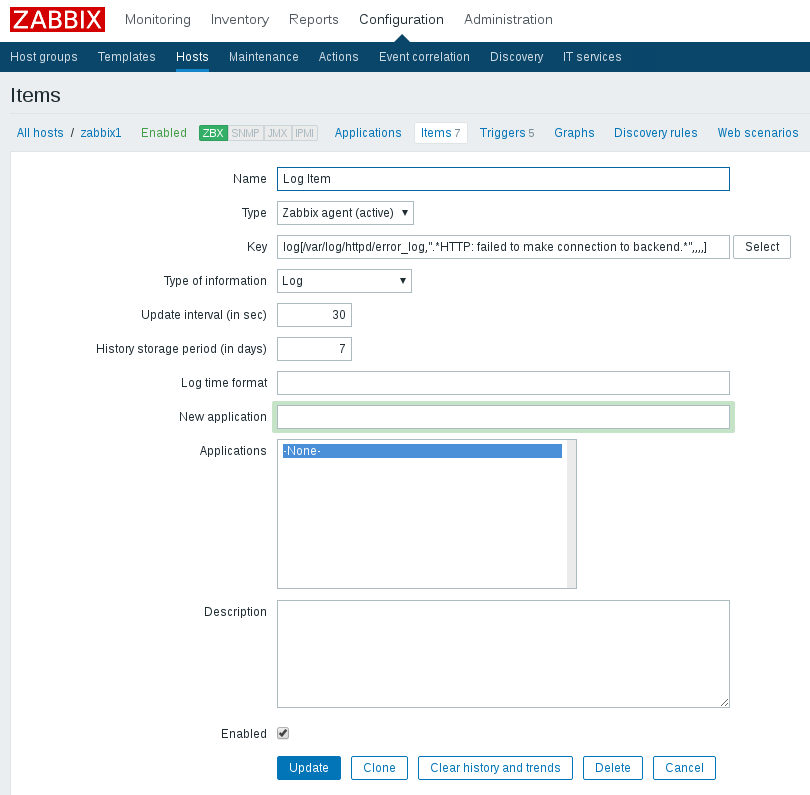 ZABBIX Monitoring Inventory Reports Configuration Administration
Host groups Templates Hosts Maintenance Actions Event correlation Discovery IT services
Items
All hosts / zabbix1 Enabled ZBX SNMP JMX IPMI Applications Items 7 Triggers 5 Graphs Discovery rules Web scenarios
Name Log Item
Type Zabbix agent (active) ▼
Key log[/var/log/httpd/error_log,".*HTTP: failed to make connection to backend.*",,,,] Select
Type of information Log ▼
Update interval (in sec) 30
History storage period (in days) 7
Log time format
New application
Applications -None-
Description
Enabled
Update Clone Clear history and trends Delete Cancel